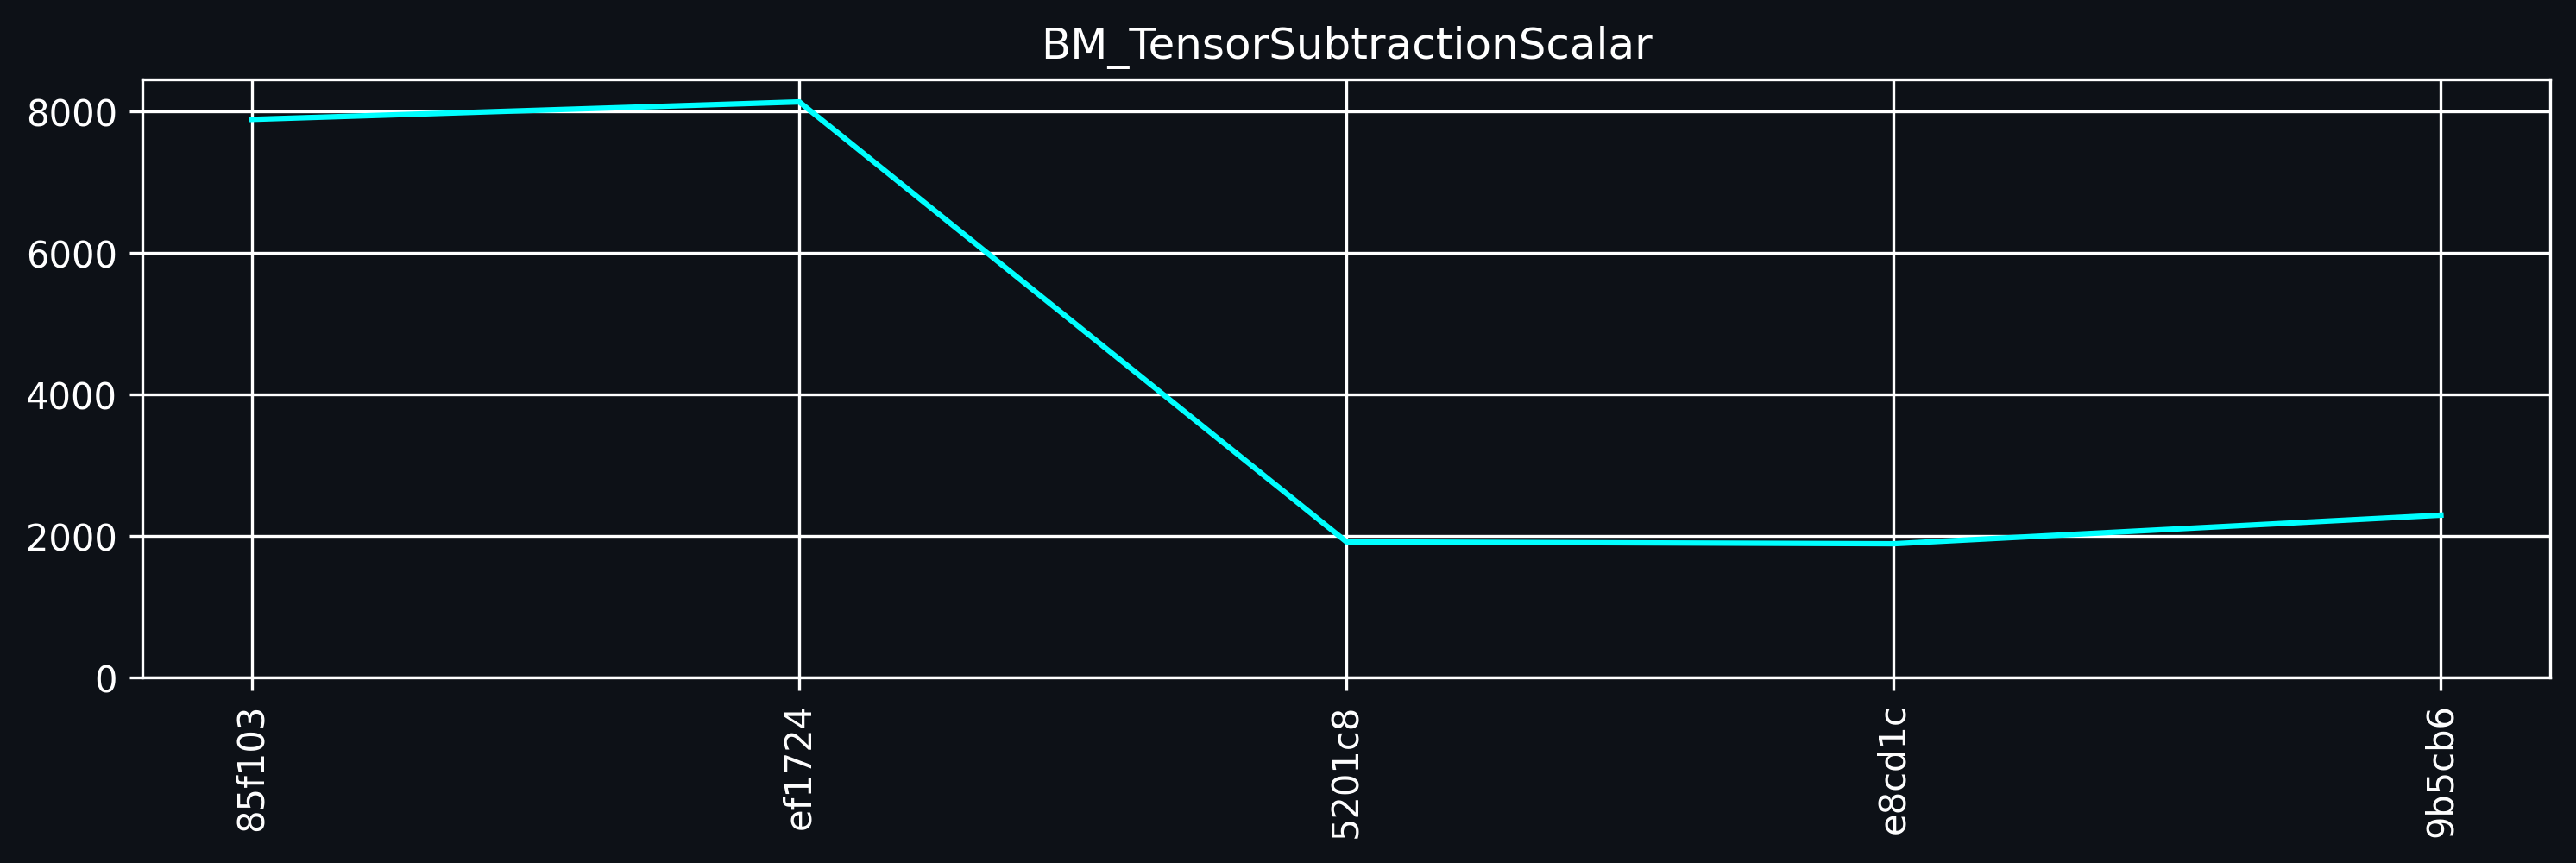 BM_TensorSubtractionScalar
8000
6000
4000
2000
0
85f103
ef1724
5201c8
e8cd1c
9b5cb6